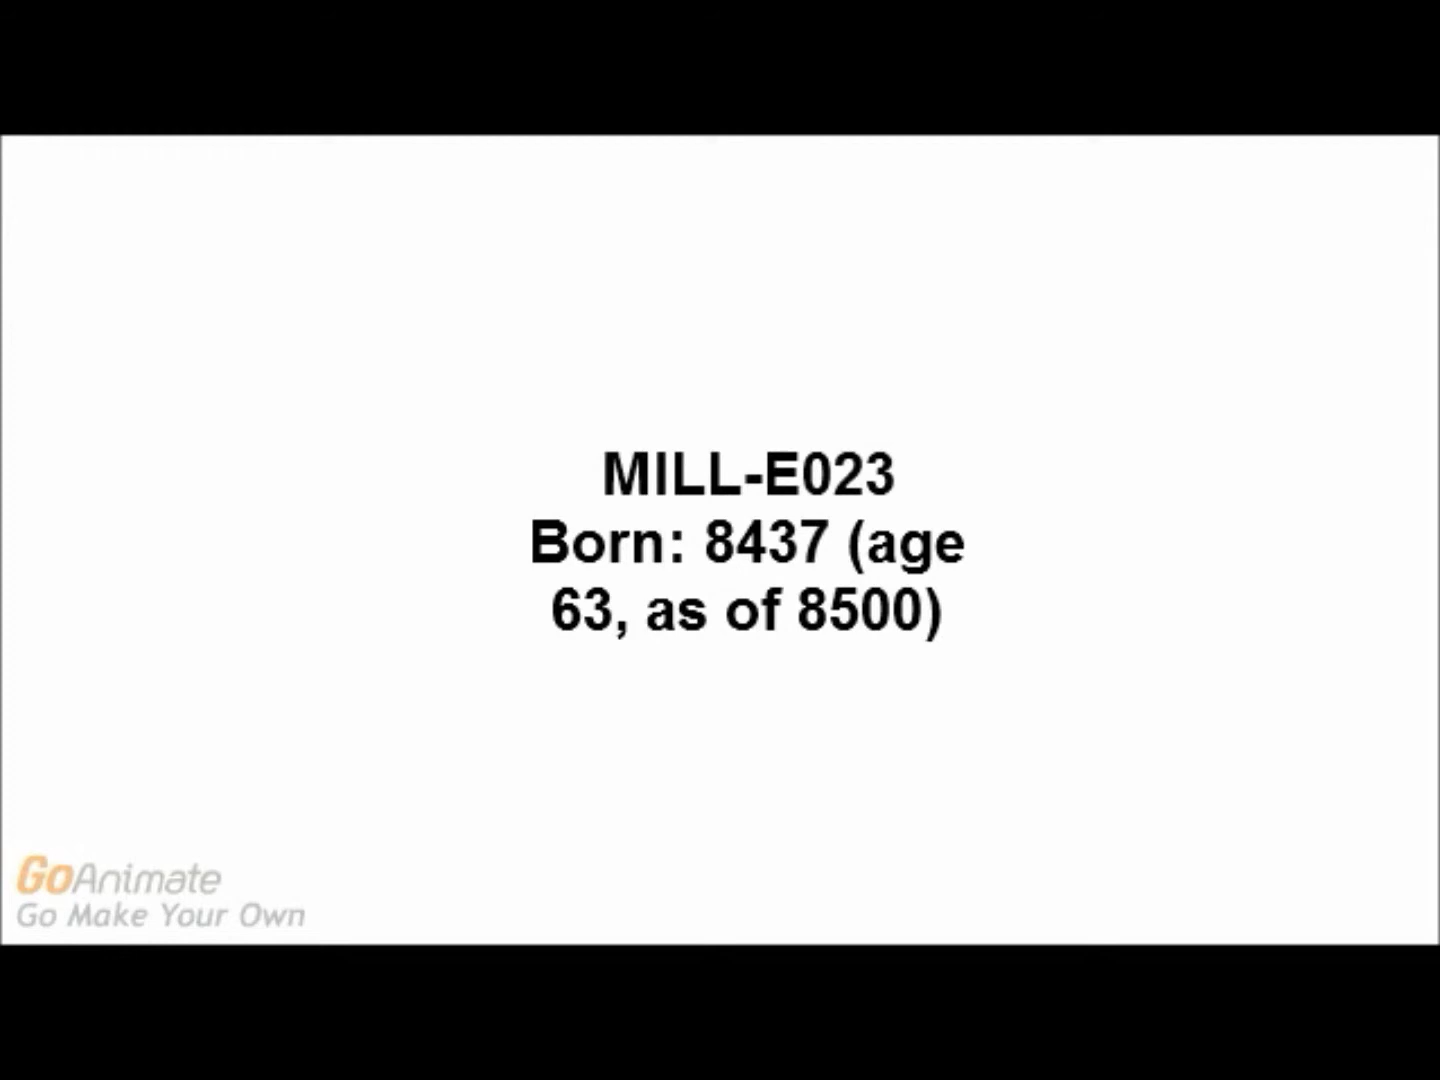 MILL-E023
Born: 8437 (age
63, as of 8500)
GoAnimate
Go Make Your Own